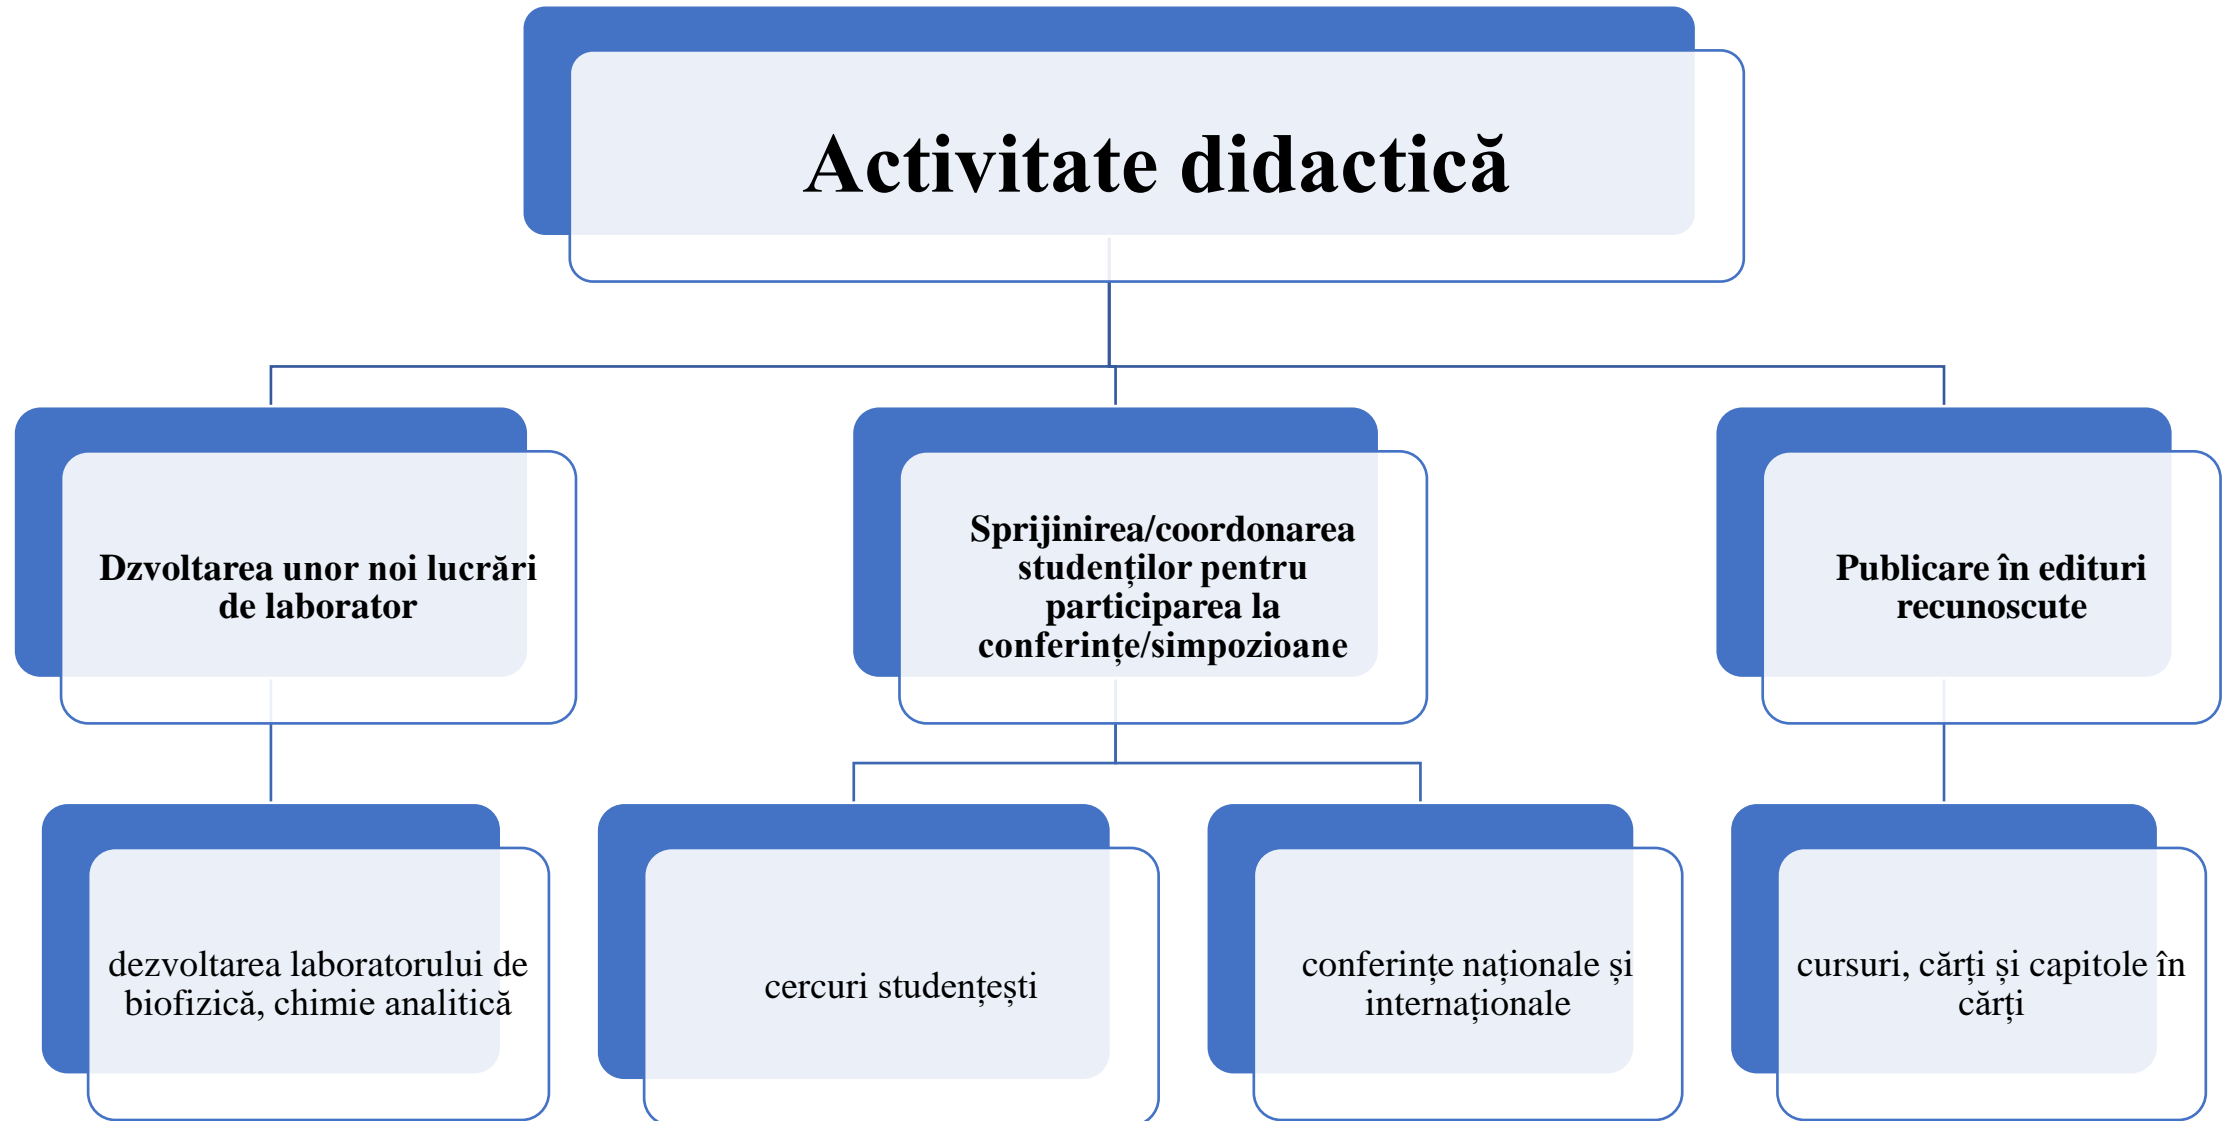 Activitate didactică
Dzvoltarea unor noi lucrări
de laborator
Sprijinirea/coordonarea
studenților pentru
participarea la
conferințe/simpozioane
Publicare în edituri
recunoscute
dezvoltarea laboratorului de
biofizică, chimie analitică
cercuri studențești
conferințe naționale și
internaționale
cursuri, cărți și capitole în
cărți